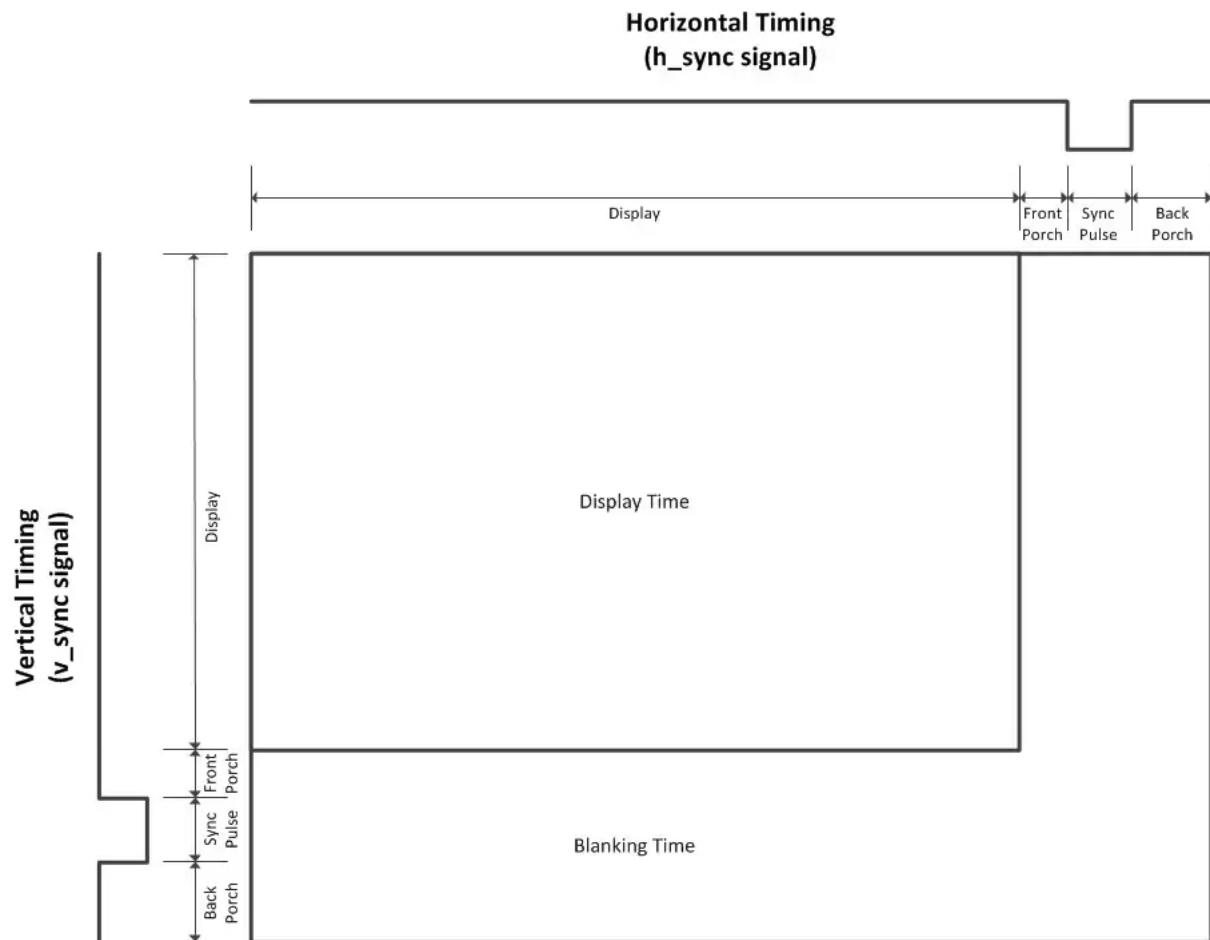 Horizontal Timing
(h_sync signal)
Display
Front
Porch
Sync
Pulse
Back
Porch
Vertical Timing
(v_sync signal)
Display
Display Time
Front
Porch
Sync
Pulse
Back
Porch
Blanking Time